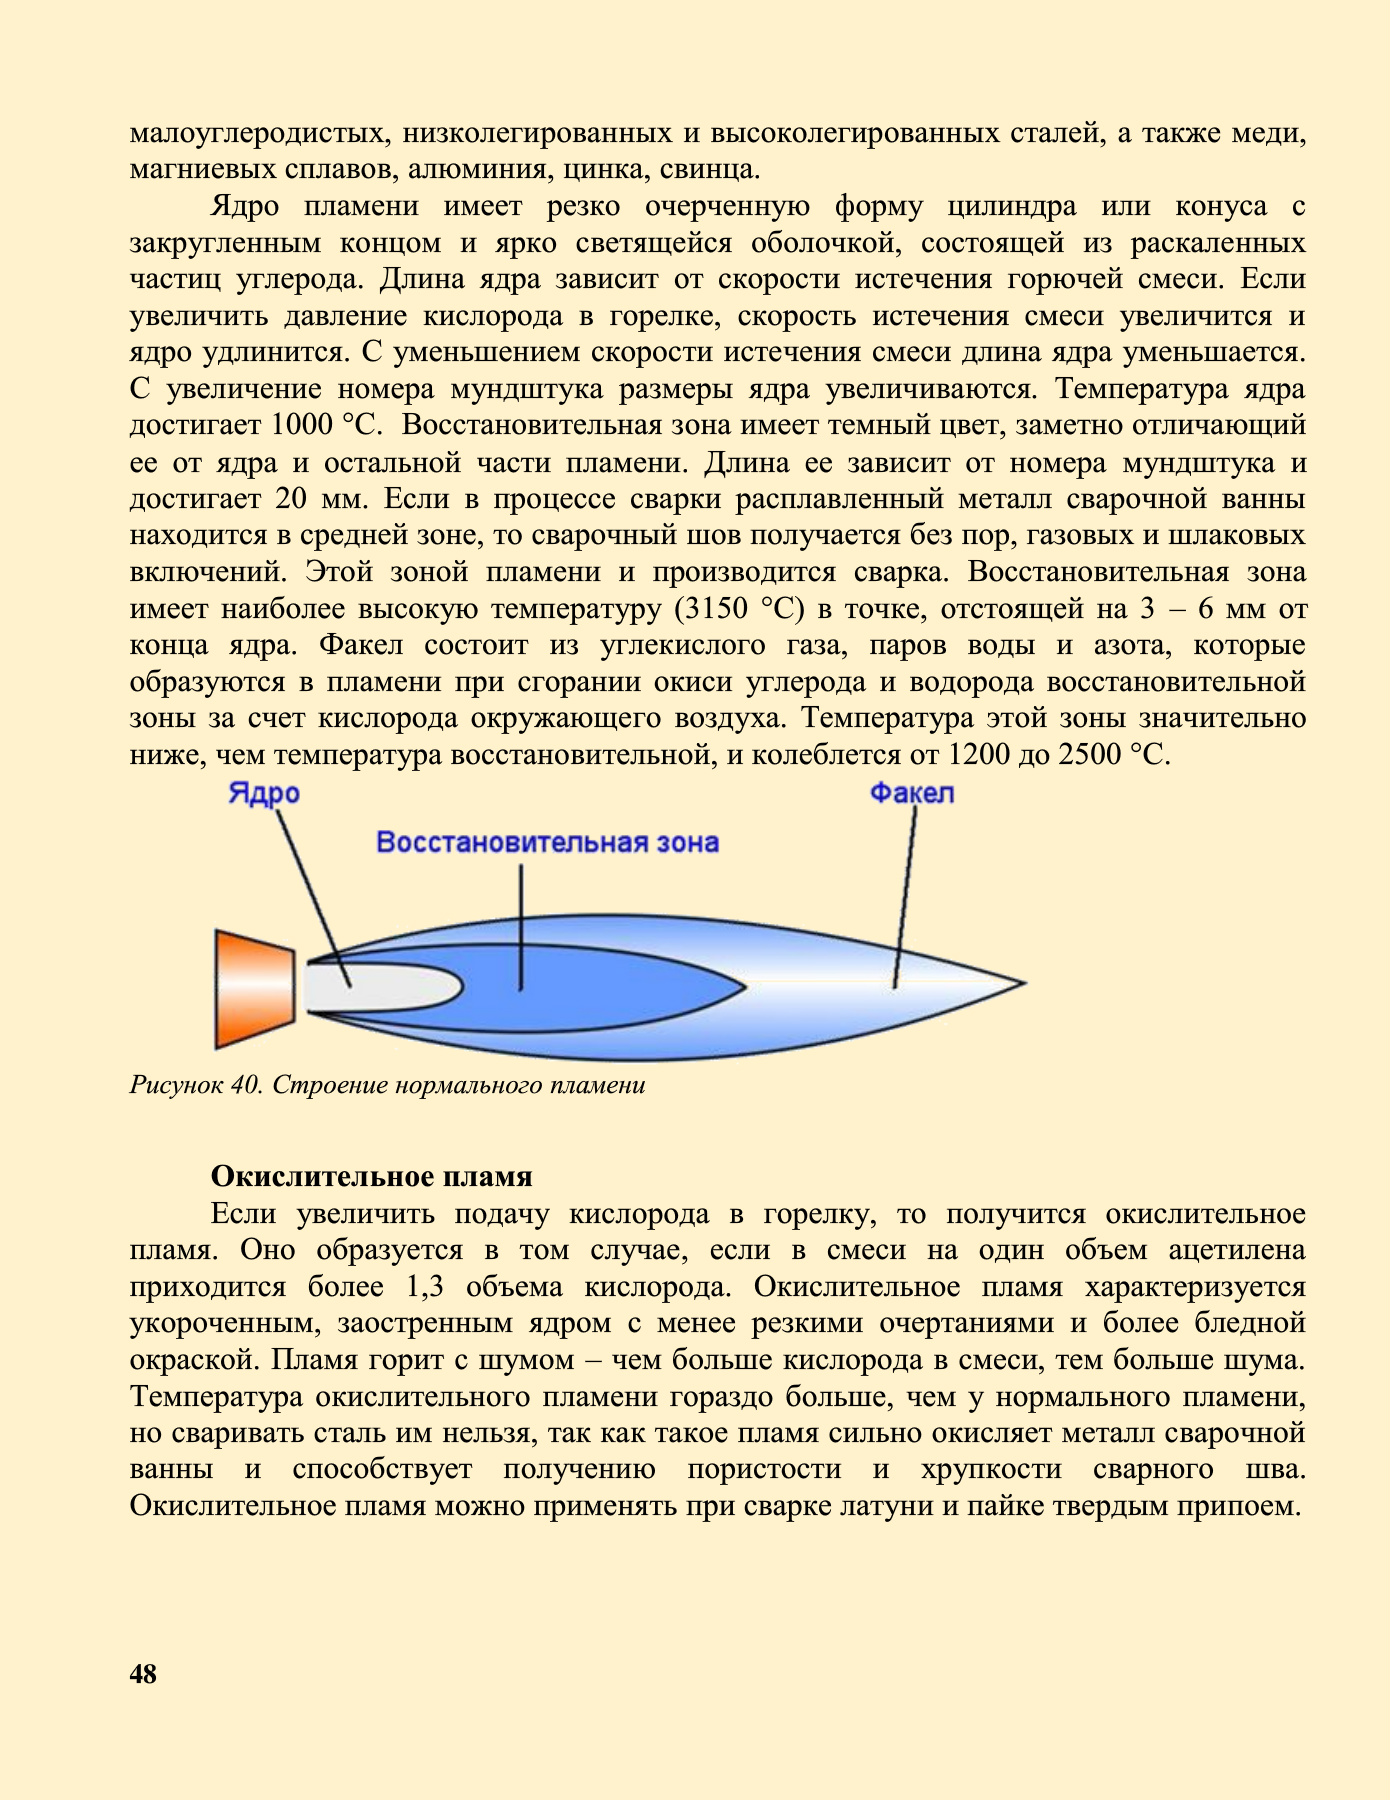 малоуглеродистых, низколегированных и высоколегированных сталей, а также меди,
магниевых сплавов, алюминия, цинка, свинца.
Ядро пламени имеет резко очерченную форму цилиндра или конуса с
закругленным концом и ярко светящейся оболочкой, состоящей из раскаленных
частиц углерода. Длина ядра зависит от скорости истечения горючей смеси. Если
увеличить давление кислорода в горелке, скорость истечения смеси увеличится и
ядро удлинится. С уменьшением скорости истечения смеси длина ядра уменьшается.
С увеличение номера мундштука размеры ядра увеличиваются. Температура ядра
достигает 1000 °С. Восстановительная зона имеет темный цвет, заметно отличающий
ее от ядра и остальной части пламени. Длина ее зависит от номера мундштука и
достигает 20 мм. Если в процессе сварки расплавленный металл сварочной ванны
находится в средней зоне, то сварочный шов получается без пор, газовых и шлаковых
включений. Этой зоной пламени и производится сварка. Восстановительная зона
имеет наиболее высокую температуру (3150 °С) в точке, отстоящей на 3 – 6 мм от
конца ядра. Факел состоит из углекислого газа, паров воды и азота, которые
образуются в пламени при сгорании окиси углерода и водорода восстановительной
зоны за счет кислорода окружающего воздуха. Температура этой зоны значительно
ниже, чем температура восстановительной, и колеблется от 1200 до 2500 °С.
Ядро
Факел
Восстановительная зона
Рисунок 40. Строение нормального пламени
Окислительное пламя
Если увеличить подачу кислорода в горелку, то получится окислительное
пламя. Оно образуется в том случае, если в смеси на один объем ацетилена
приходится более 1,3 объема кислорода. Окислительное пламя характеризуется
укороченным, заостренным ядром с менее резкими очертаниями и более бледной
окраской. Пламя горит с шумом – чем больше кислорода в смеси, тем больше шума.
Температура окислительного пламени гораздо больше, чем у нормального пламени,
но сваривать сталь им нельзя, так как такое пламя сильно окисляет металл сварочной
ванны и способствует получению пористости и хрупкости сварного шва.
Окислительное пламя можно применять при сварке латуни и пайке твердым припоем.
48